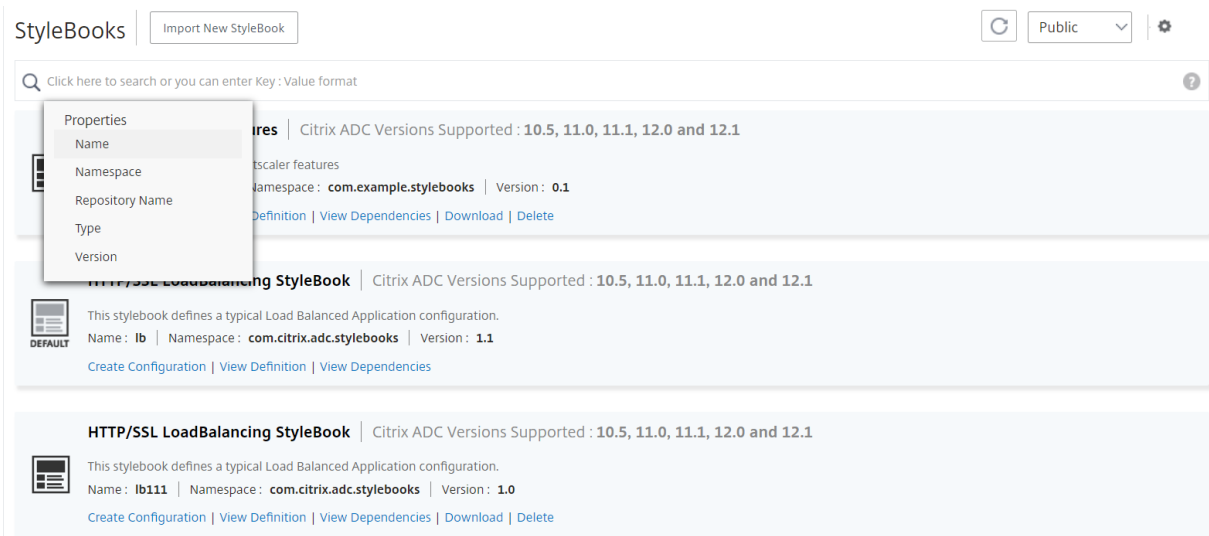 StyleBooks
Import New StyleBook
Public
Click here to search or you can enter Key : Value format
?
Properties
Name
Namespace
Repository Name
Type
Version
Citrix ADC Versions Supported : 10.5, 11.0, 11.1, 12.0 and 12.1
features
com.example.stylebooks | Version : 0.1
Definition | View Dependencies | Download | Delete
HTTP/SSL LoadBalancing StyleBook | Citrix ADC Versions Supported : 10.5, 11.0, 11.1, 12.0 and 12.1
DEFAULT
This stylebook defines a typical Load Balanced Application configuration.
Name : lb | Namespace : com.citrix.adc.stylebooks | Version : 1.1
Create Configuration | View Definition | View Dependencies
HTTP/SSL LoadBalancing StyleBook | Citrix ADC Versions Supported : 10.5, 11.0, 11.1, 12.0 and 12.1
This stylebook defines a typical Load Balanced Application configuration.
Name : lb111 | Namespace : com.citrix.adc.stylebooks | Version : 1.0
Create Configuration | View Definition | View Dependencies | Download | Delete